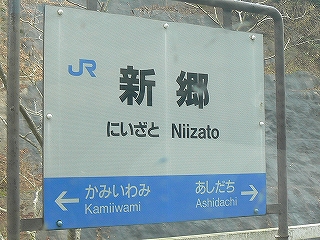 JR
新郷
にいざと Niizato
← かみいわみ あしだち →
Kamiiwami Ashidachi